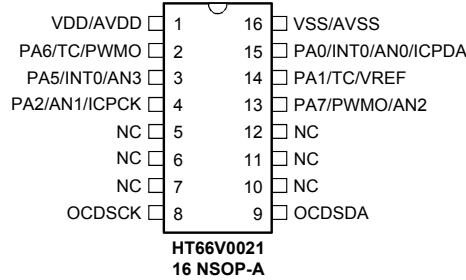 VDD/AVDD 1 16 VSS/AVSS
PA6/TC/PWMO 2 15 PA0/INT0/AN0/ICPDA
PA5/INT0/AN3 3 14 PA1/TC/VREF
PA2/AN1/ICPCK 4 13 PA7/PWMO/AN2
NC 5 12 NC
NC 6 11 NC
NC 7 10 NC
OCDSCK 8 9 OCDSDA
HT66V0021
16 NSOP-A